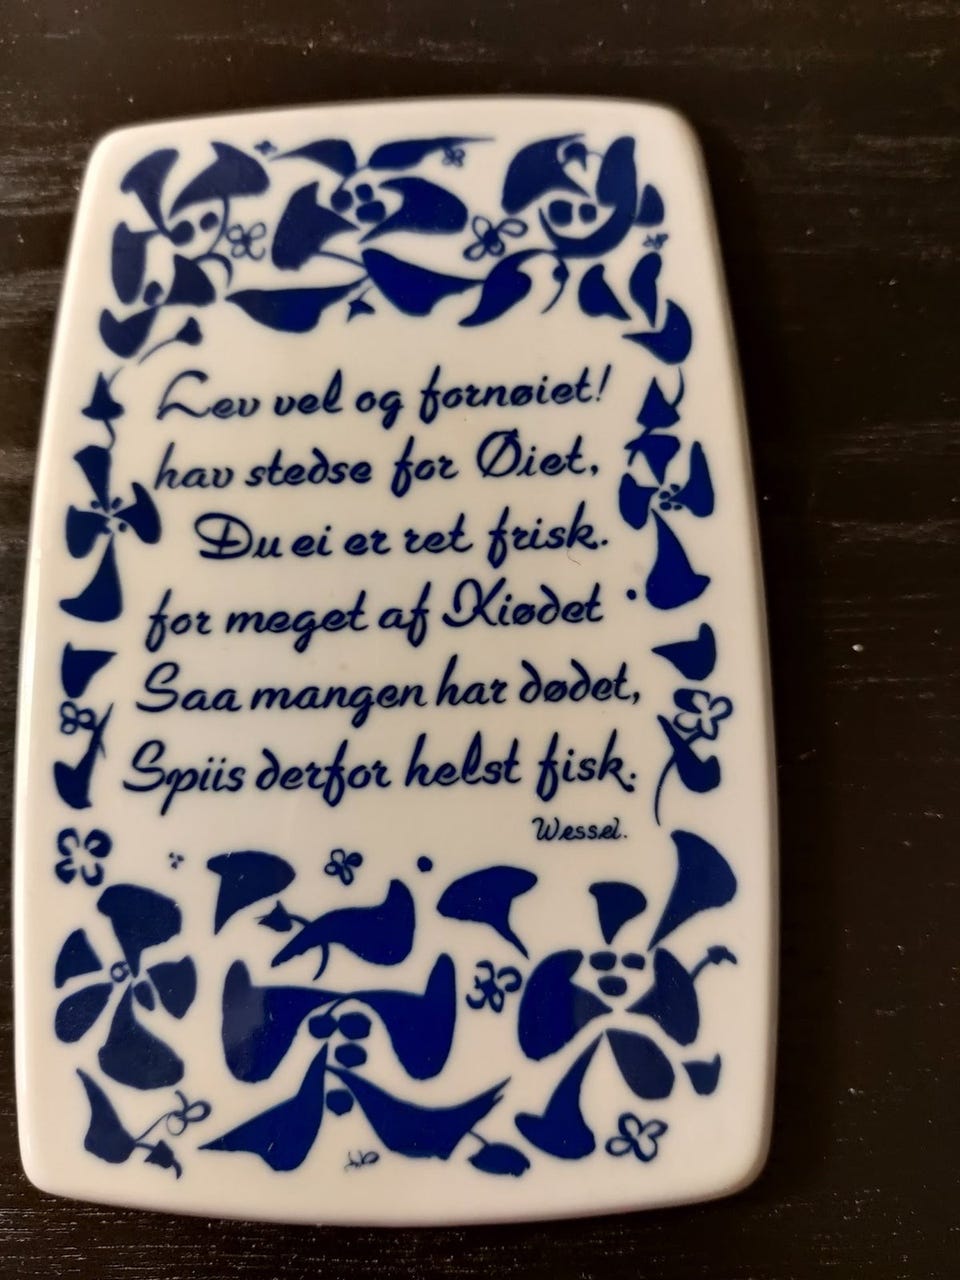 Lev vel og fornøiet!
hav stedse for Øiet,
Du ei er ret frisk.
for meget af Kiødet
Saa mangen har dødet,
Spiis derfor helst fisk.
Wessel.